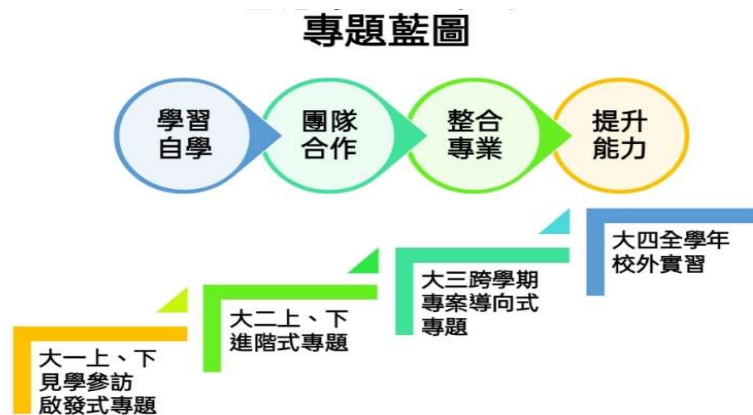 專題藍圖
學習
自學
團隊
合作
整合
專業
提升
能力
大四全學年
校外實習
大三跨學期
專案導向式
專題
大二上、下
進階式專題
大一上、下
見學參訪
啟發式專題